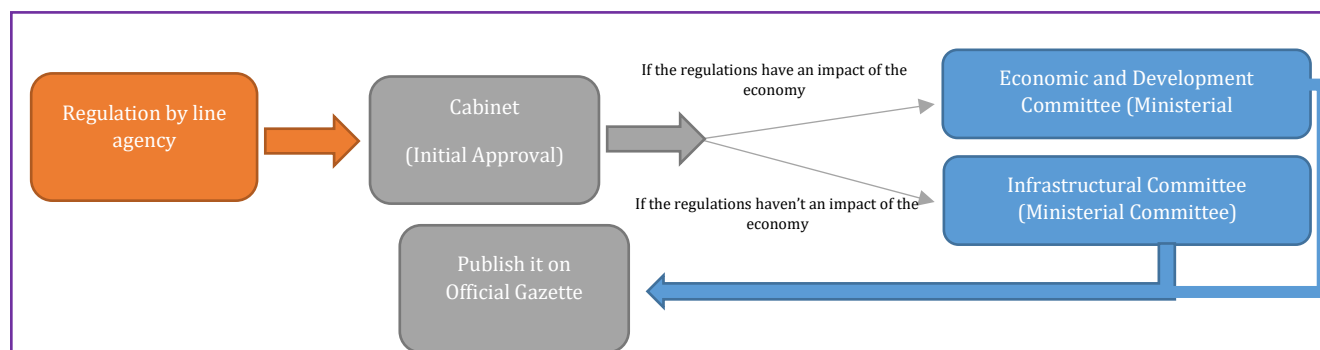 Regulation by line
agency
Cabinet
(Initial Approval)
If the regulations have an impact of the
economy
Economic and Development
Committee (Ministerial
If the regulations haven't an impact of the
economy
Infrastructural Committee
(Ministerial Committee)
Publish it on
Official Gazette